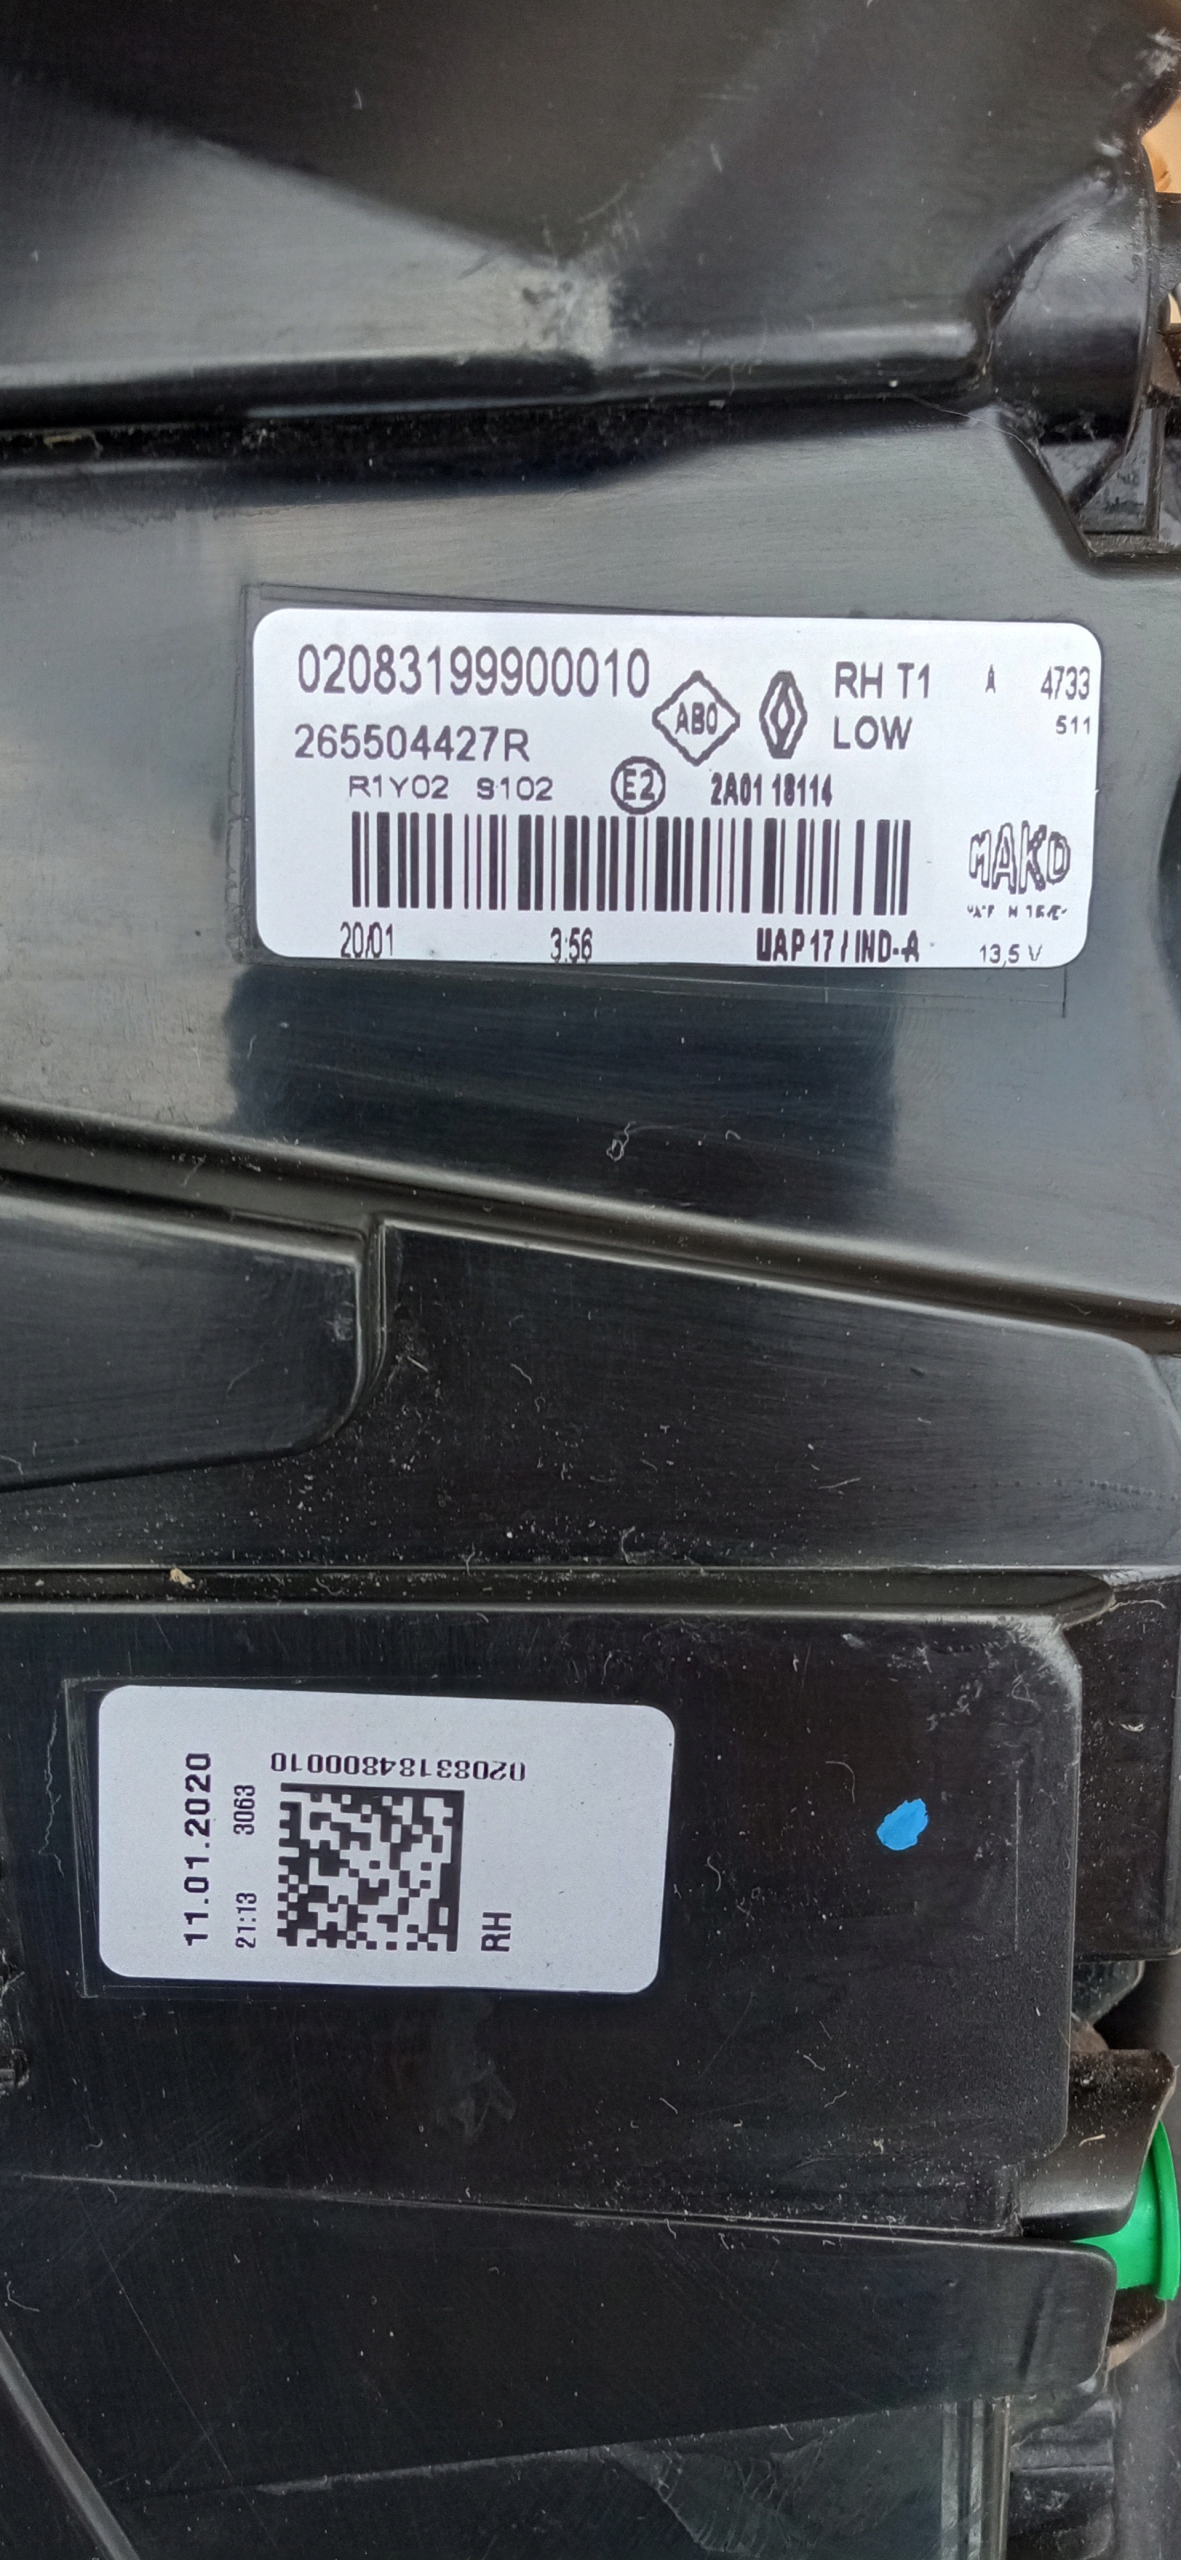 02083199900010
265504427R
ABO
RH T1
LOW
A
4733
511
R1Y02 S102
E2
2A01 18114
MAKO
20/01
3:56
UAP 17 / IND-A
13,5 V
11.01.2020
21:13 3063
02083184800010
RH